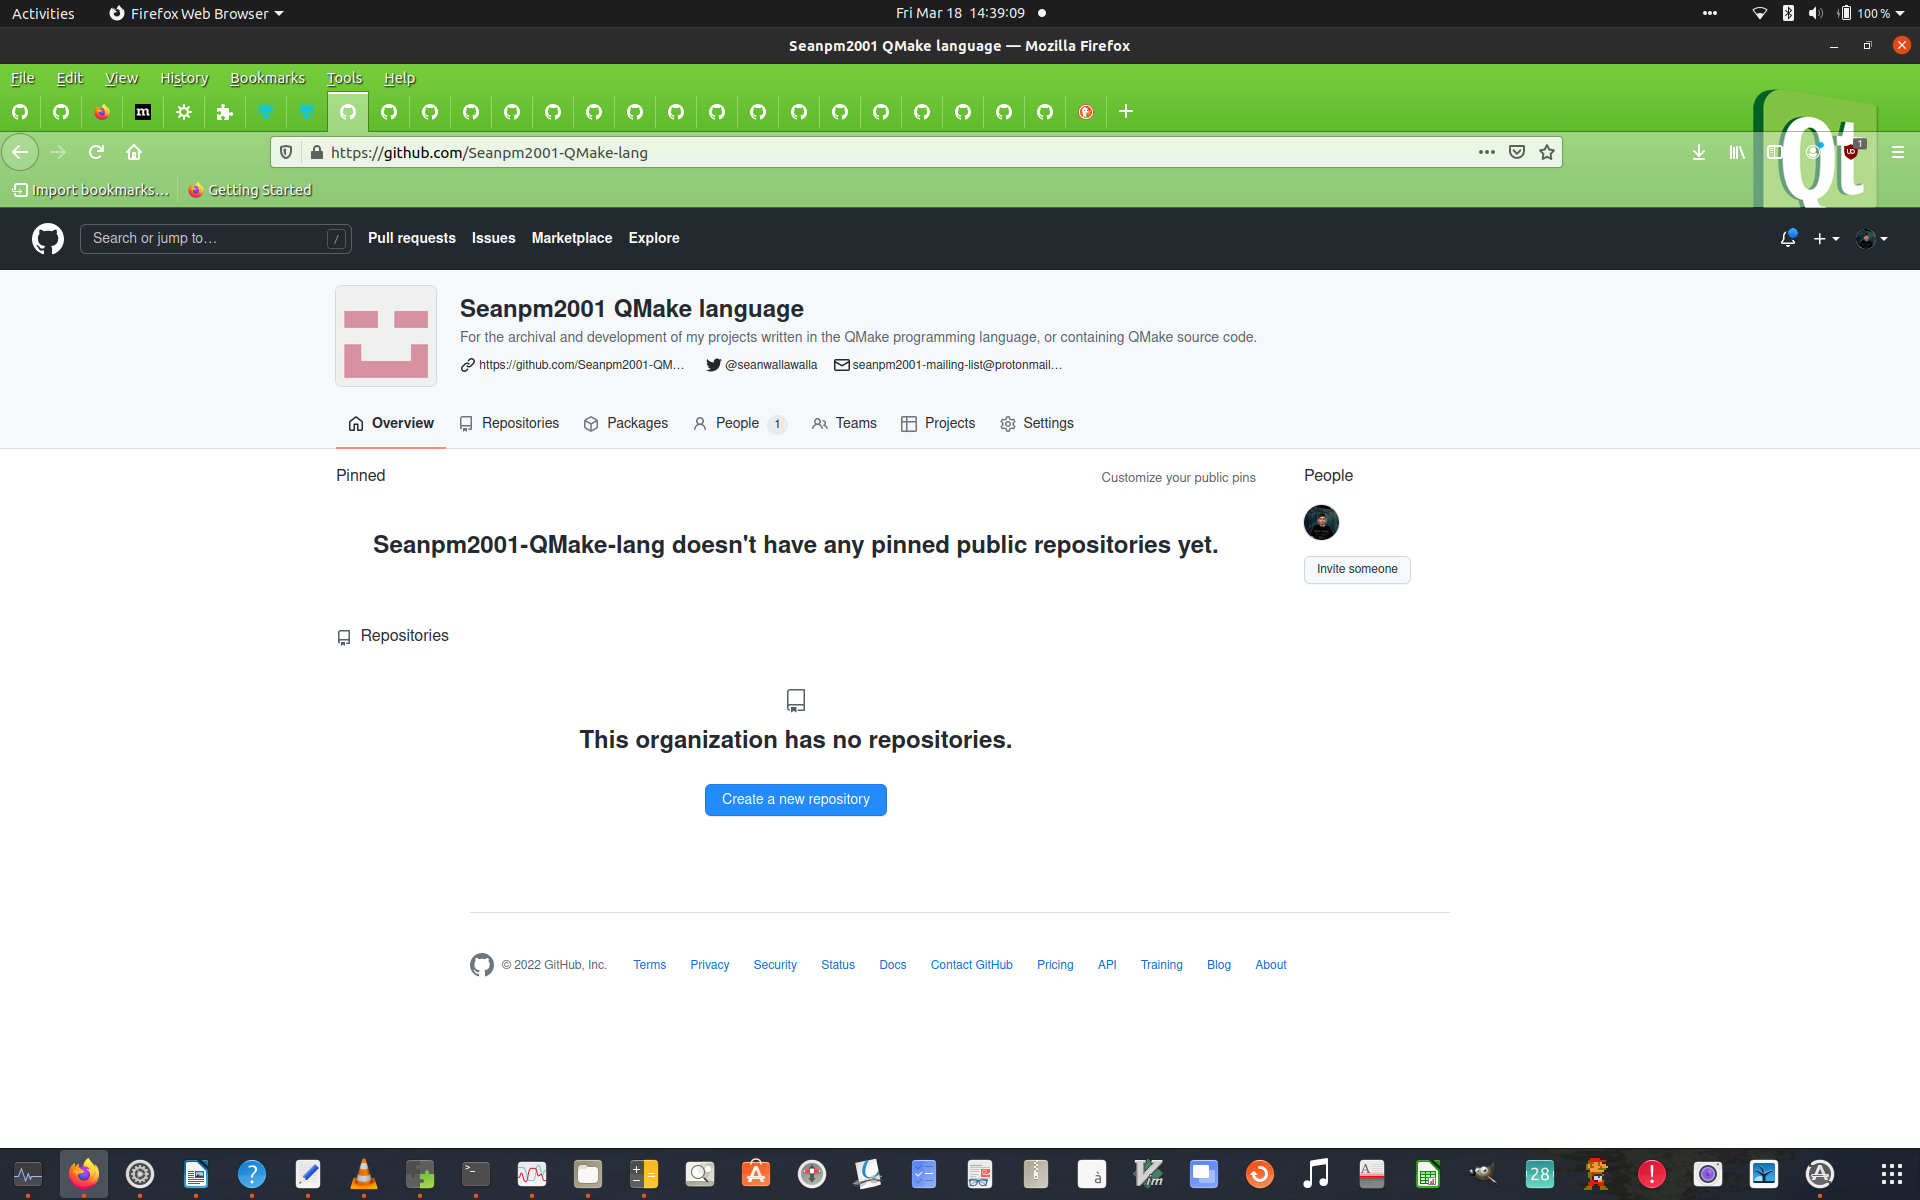 Activities Firefox Web Browser Fri Mar 18 14:39:09 100 %
Seanpm2001 QMake language — Mozilla Firefox
File Edit View History Bookmarks Tools Help
m
https://github.com/Seanpm2001-QMake-lang 1
Qt
Import bookmarks... Getting Started
Search or jump to... / Pull requests Issues Marketplace Explore
Seanpm2001 QMake language
For the archival and development of my projects written in the QMake programming language, or containing QMake source code.
https://github.com/Seanpm2001-QM... @seanwallawalla seanpm2001-mailing-list@protonmail...
Overview Repositories Packages People 1 Teams Projects Settings
Pinned Customize your public pins People
Seanpm2001-QMake-lang doesn't have any pinned public repositories yet.
Invite someone
Repositories
This organization has no repositories.
Create a new repository
© 2022 GitHub, Inc. Terms Privacy Security Status Docs Contact GitHub Pricing API Training Blog About
? >_ à Vim A 28 !